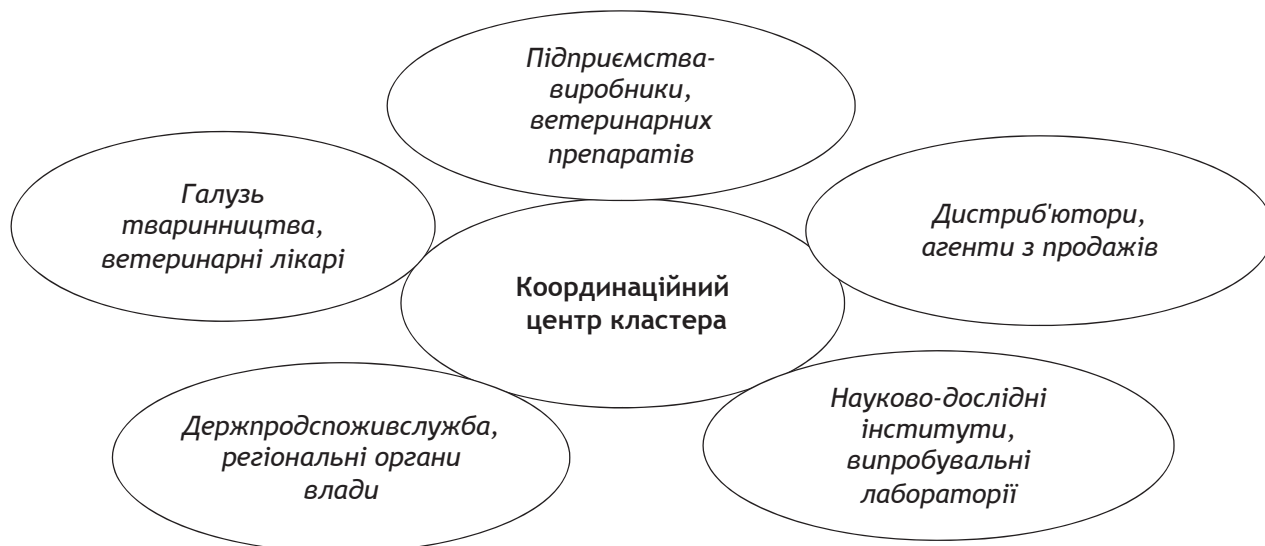 Підприємства-
виробники,
ветеринарних
препаратів
Галузь
тваринництва,
ветеринарні лікарі
Дистриб'ютори,
агенти з продажів
Координаційний
центр кластера
Держпродспоживслужба,
регіональні органи
влади
Науково-дослідні
інститути,
випробувальні
лабораторії